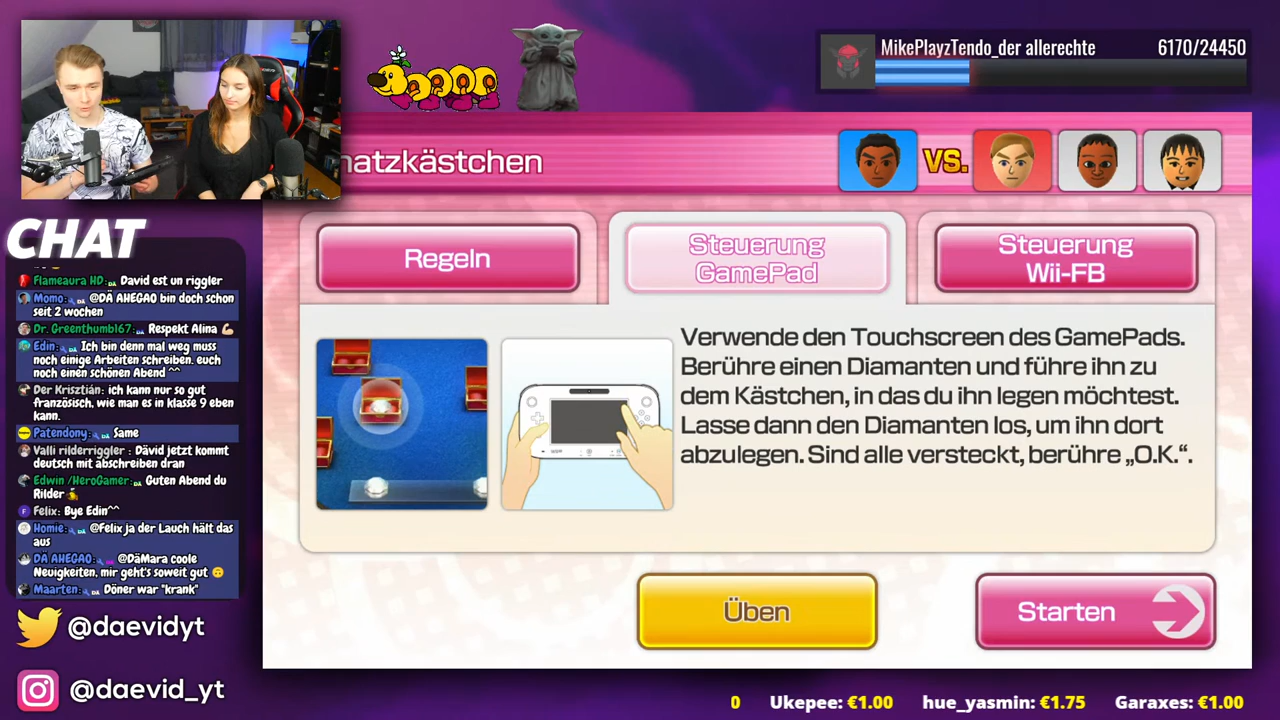 MikePlayzTendo_der allerechte 6170/24450
hatzkästchen
VS.
CHAT
Flameaura HD: David est un riggler
Momo: @DÄ AHEGAO bin doch schon
seit 2 wochen
Dr. Greenthumb167: Respekt Alina
Edin: Ich bin denn mal weg muss
noch einige Arbeiten schreiben. euch
noch einen schönen Abend ^^
Der Krisztián: ich kann nur so gut
französisch, wie man es in klasse 9 eben
kann.
Patendony: Same
Valli rilderriggler : Dävid jetzt kommt
deutsch mit abschreiben dran
Edwin /HeroGamer: Guten Abend du
Rilder
Felix: Bye Edin^^
Homie: @Felix ja der Lauch hält das
aus
DÄ AHEGAO: @DäMara coole
Neuigkeiten, mir geht's soweit gut
Maarten: Döner war "krank"
@daevidyt
@daevid_yt
Regeln
Steuerung
GamePad
Steuerung
Wii-FB
Verwende den Touchscreen des GamePads.
Berühre einen Diamanten und führe ihn zu
dem Kästchen, in das du ihn legen möchtest.
Lasse dann den Diamanten los, um ihn dort
abzulegen. Sind alle versteckt, berühre „O.K.“.
Üben
Starten
0 Ukepee: €1.00 hue_yasmin: €1.75 Garaxes: €1.00